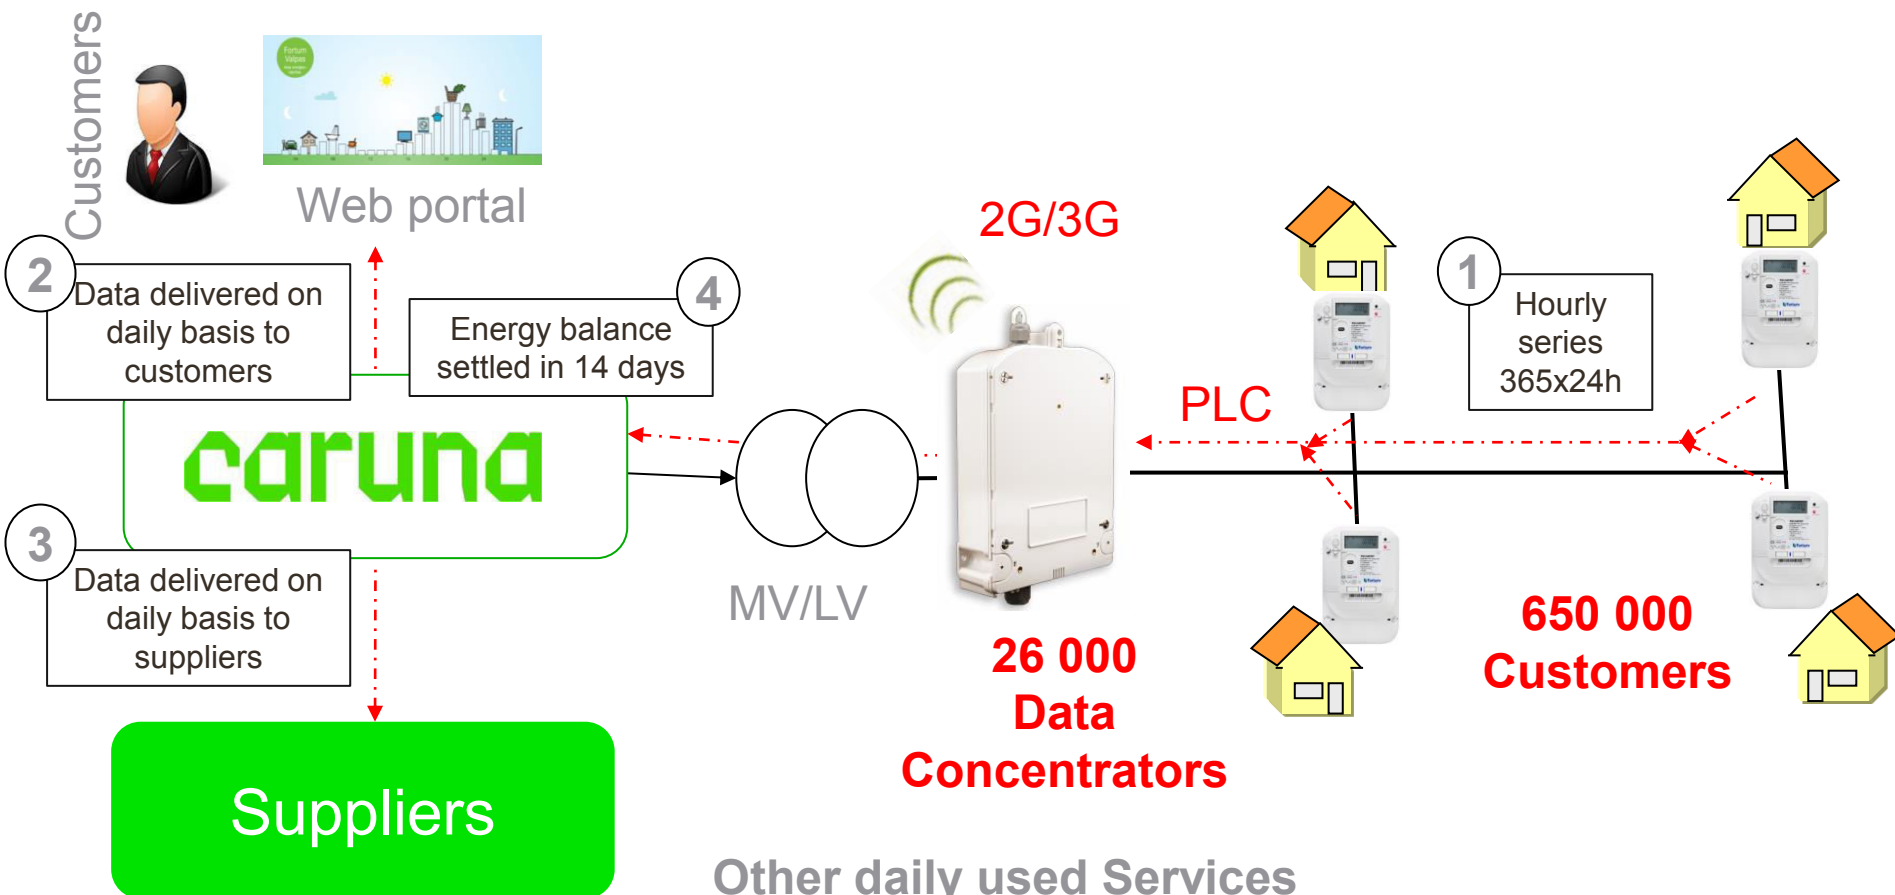 Customers
Fortum
Valpas
Web portal
2
Data delivered on
daily basis to
customers
4
Energy balance
settled in 14 days
caruna
3
Data delivered on
daily basis to
suppliers
Suppliers
MV/LV
2G/3G
26 000
Data
Concentrators
PLC
1
Hourly
series
365x24h
650 000
Customers
Other daily used Services